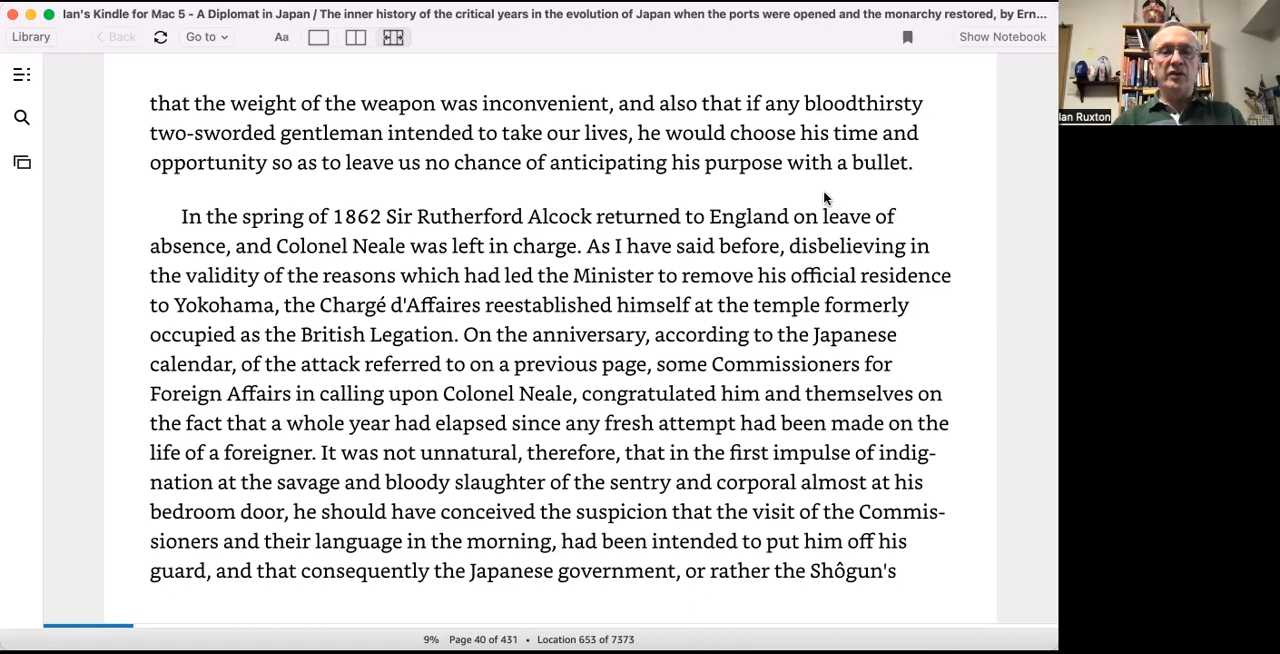 Ian's Kindle for Mac 5 - A Diplomat in Japan / The inner history of the critical years in the evolution of Japan when the ports were opened and the monarchy restored, by Ern...
Library
Back
Go to
Aa
Show Notebook
Ian Ruxton
that the weight of the weapon was inconvenient, and also that if any bloodthirsty
two-sworded gentleman intended to take our lives, he would choose his time and
opportunity so as to leave us no chance of anticipating his purpose with a bullet.
In the spring of 1862 Sir Rutherford Alcock returned to England on leave of
absence, and Colonel Neale was left in charge. As I have said before, disbelieving in
the validity of the reasons which had led the Minister to remove his official residence
to Yokohama, the Chargé d'Affaires reestablished himself at the temple formerly
occupied as the British Legation. On the anniversary, according to the Japanese
calendar, of the attack referred to on a previous page, some Commissioners for
Foreign Affairs in calling upon Colonel Neale, congratulated him and themselves on
the fact that a whole year had elapsed since any fresh attempt had been made on the
life of a foreigner. It was not unnatural, therefore, that in the first impulse of indig-
nation at the savage and bloody slaughter of the sentry and corporal almost at his
bedroom door, he should have conceived the suspicion that the visit of the Commis-
sioners and their language in the morning, had been intended to put him off his
guard, and that consequently the Japanese government, or rather the Shôgun's
9% Page 40 of 431 • Location 653 of 7373